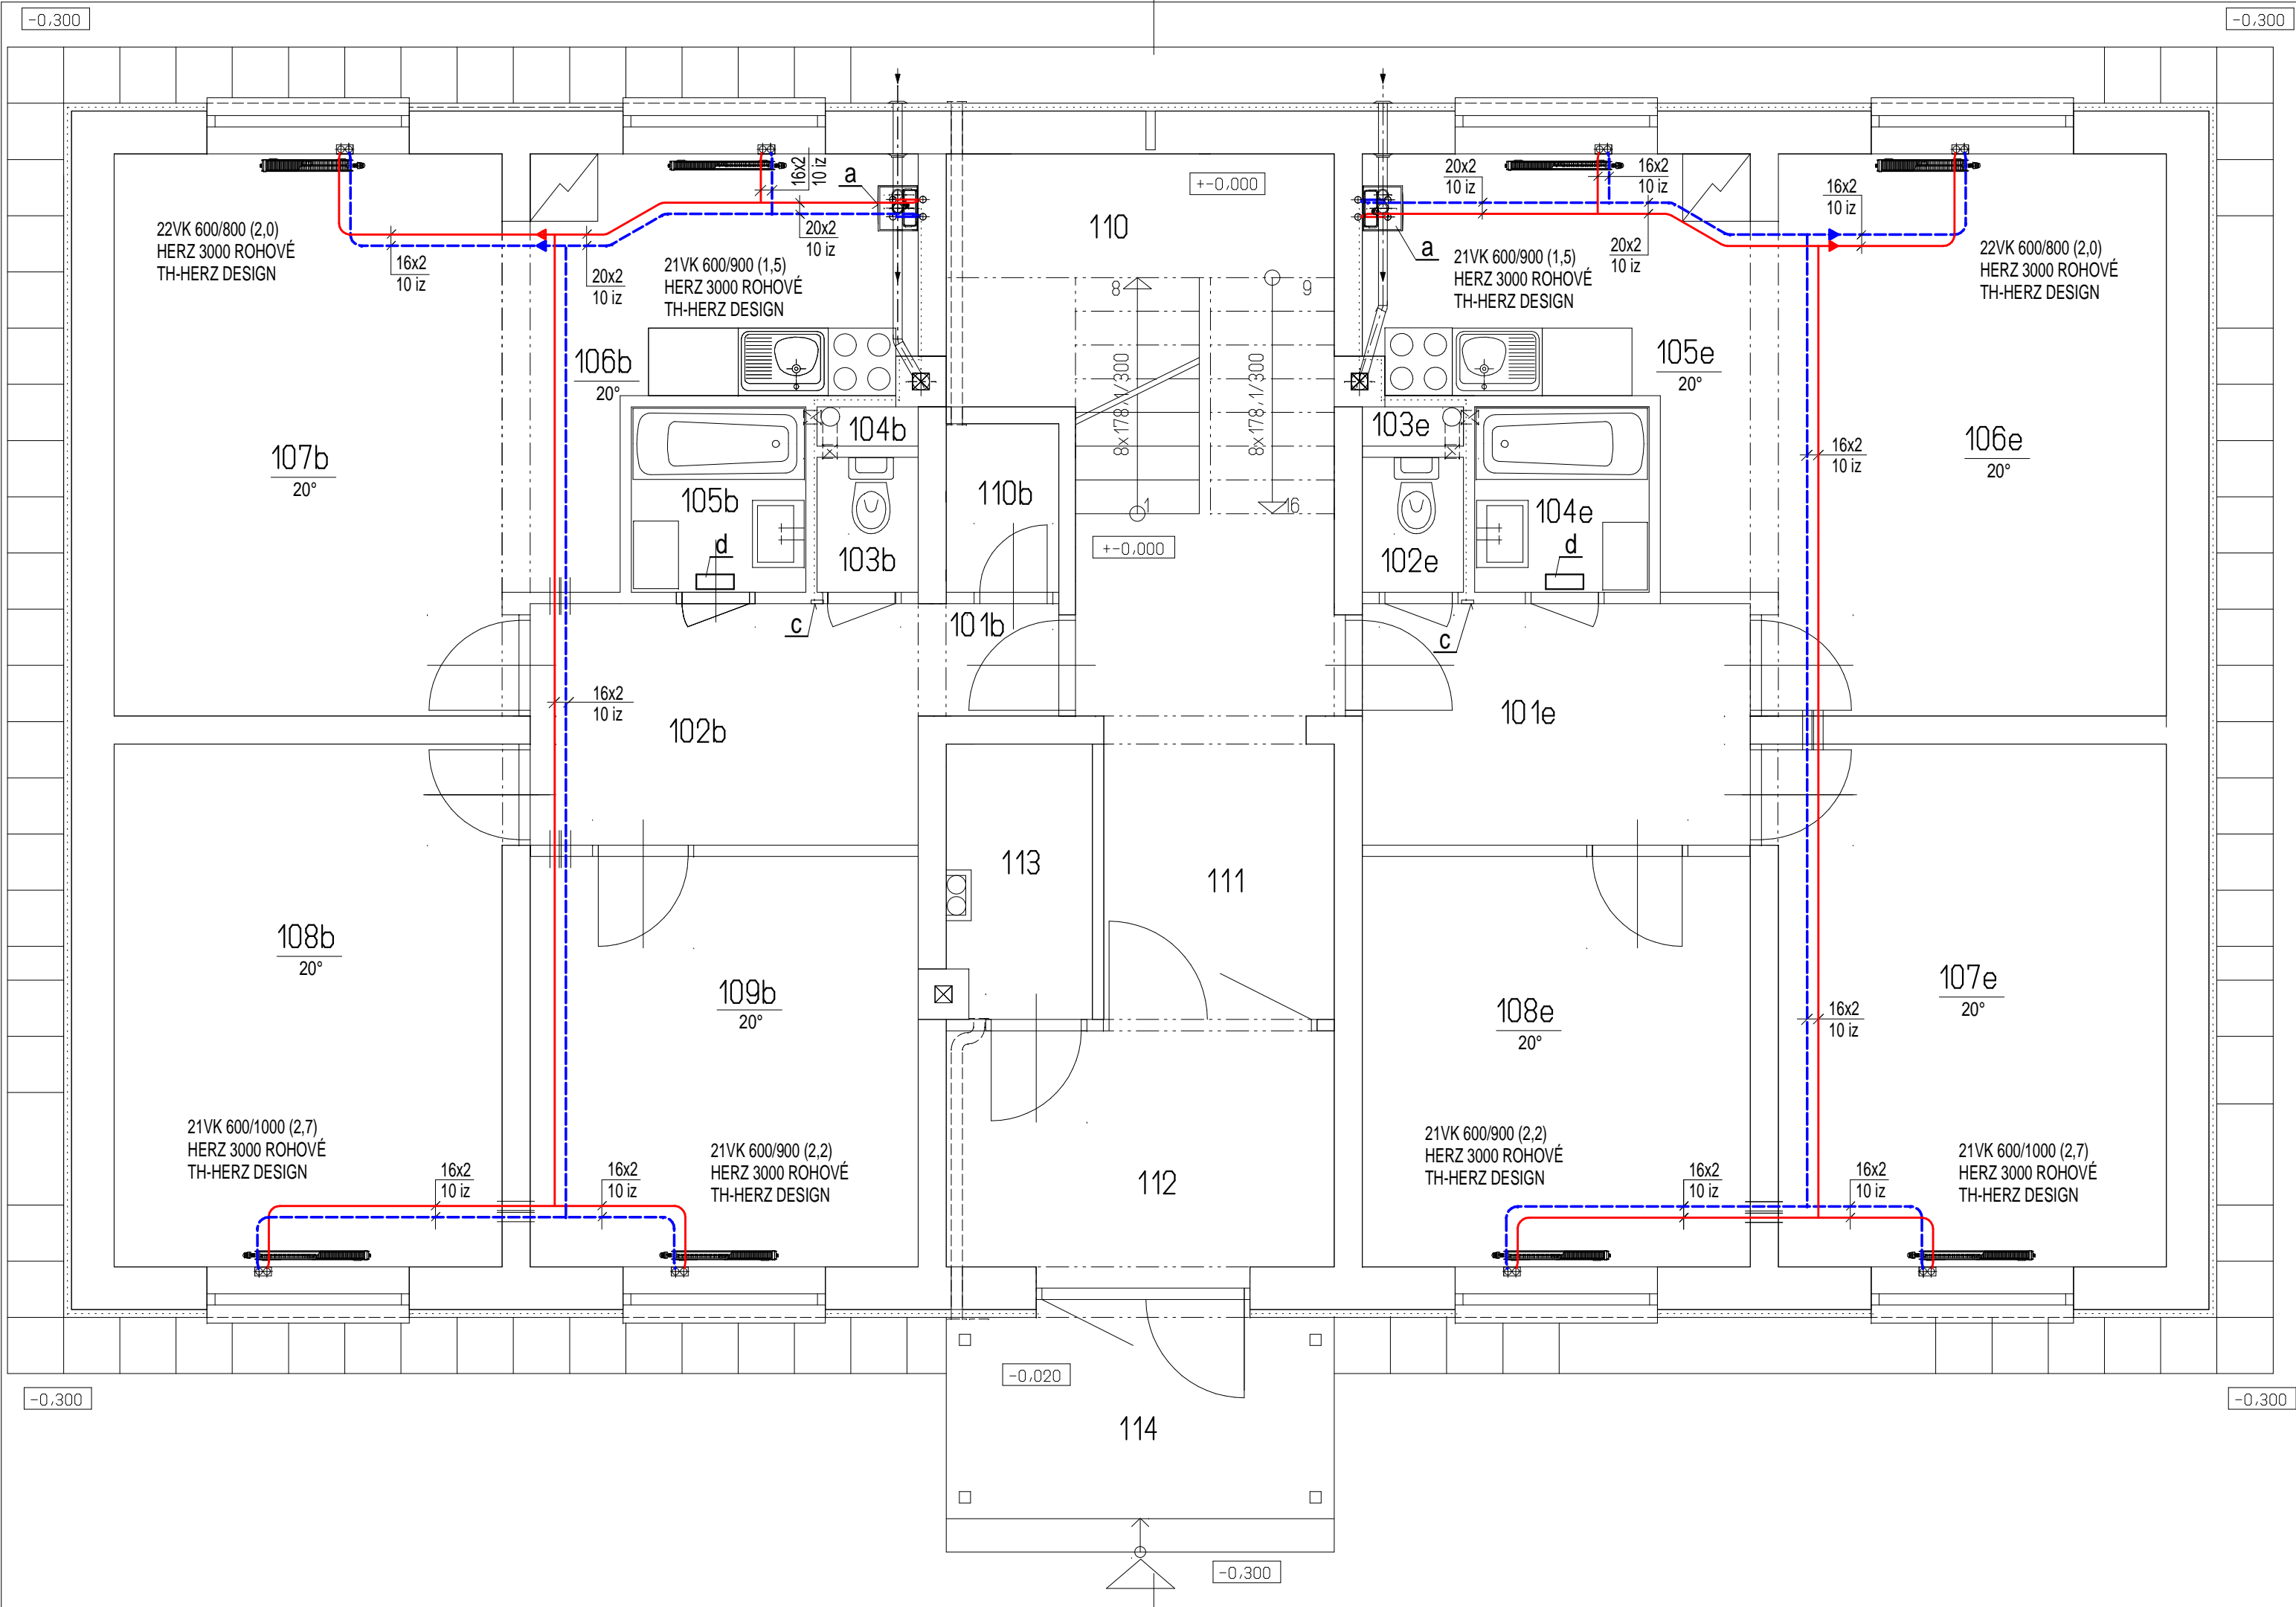 -0,300
-0,300
16x2
10 iz
a
22VK 600/800 (2,0)
HERZ 3000 ROHOVÉ
TH-HERZ DESIGN
16x2
10 iz
20x2
10 iz
20x2
10 iz
21VK 600/900 (1,5)
HERZ 3000 ROHOVÉ
TH-HERZ DESIGN
+-0,000
110
20x2
10 iz
16x2
10 iz
a
21VK 600/900 (1,5)
HERZ 3000 ROHOVÉ
TH-HERZ DESIGN
20x2
10 iz
16x2
10 iz
22VK 600/800 (2,0)
HERZ 3000 ROHOVÉ
TH-HERZ DESIGN
8
9
8x178,1/300
8x178,1/300
1
16
+-0,000
106b
20°
107b
20°
104b
105b
d
103b
c
110b
101b
103e
102e
104e
d
c
105e
20°
106e
20°
16x2
10 iz
16x2
10 iz
102b
101e
108b
20°
109b
20°
113
111
108e
20°
107e
20°
16x2
10 iz
21VK 600/1000 (2,7)
HERZ 3000 ROHOVÉ
TH-HERZ DESIGN
16x2
10 iz
16x2
10 iz
21VK 600/900 (2,2)
HERZ 3000 ROHOVÉ
TH-HERZ DESIGN
112
21VK 600/900 (2,2)
HERZ 3000 ROHOVÉ
TH-HERZ DESIGN
16x2
10 iz
16x2
10 iz
21VK 600/1000 (2,7)
HERZ 3000 ROHOVÉ
TH-HERZ DESIGN
-0,020
-0,300
-0,300
114
-0,300